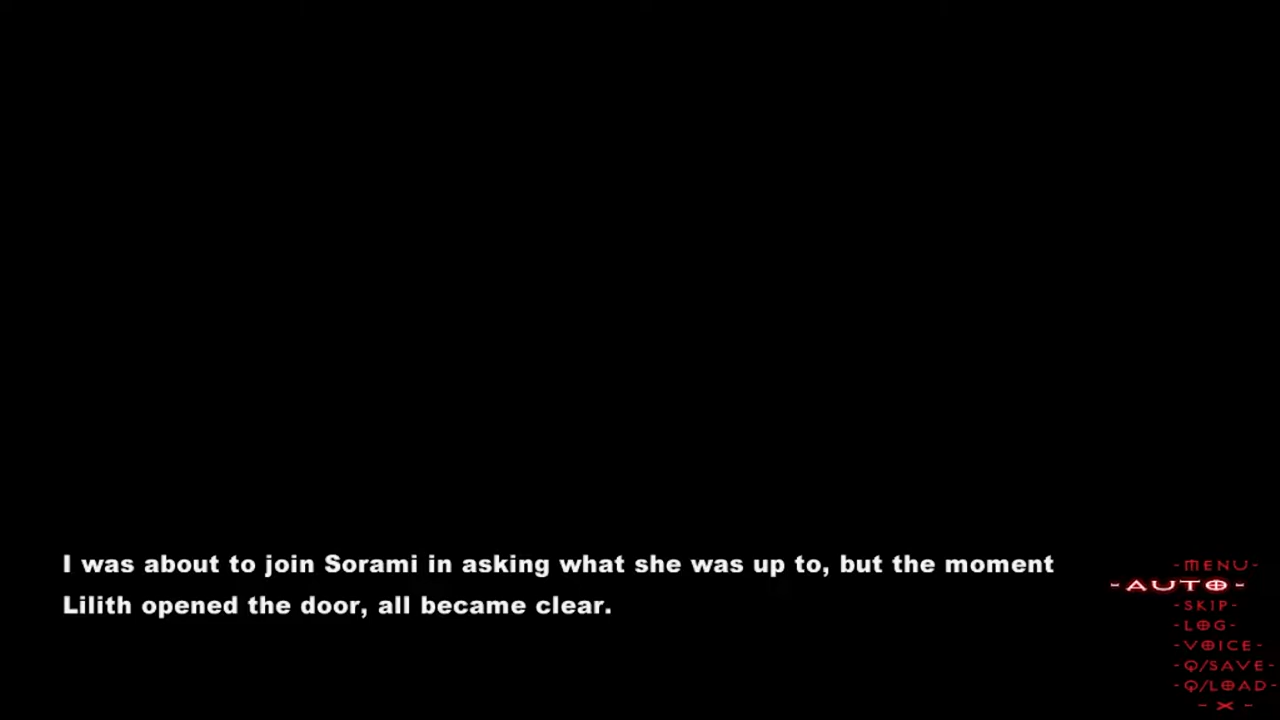 I was about to join Sorami in asking what she was up to, but the moment
Lilith opened the door, all became clear.
-MENU-
-AUTO-
-SKIP-
-LOG-
-VOICE-
-Q/SAVE-
-Q/LOAD-
-X-